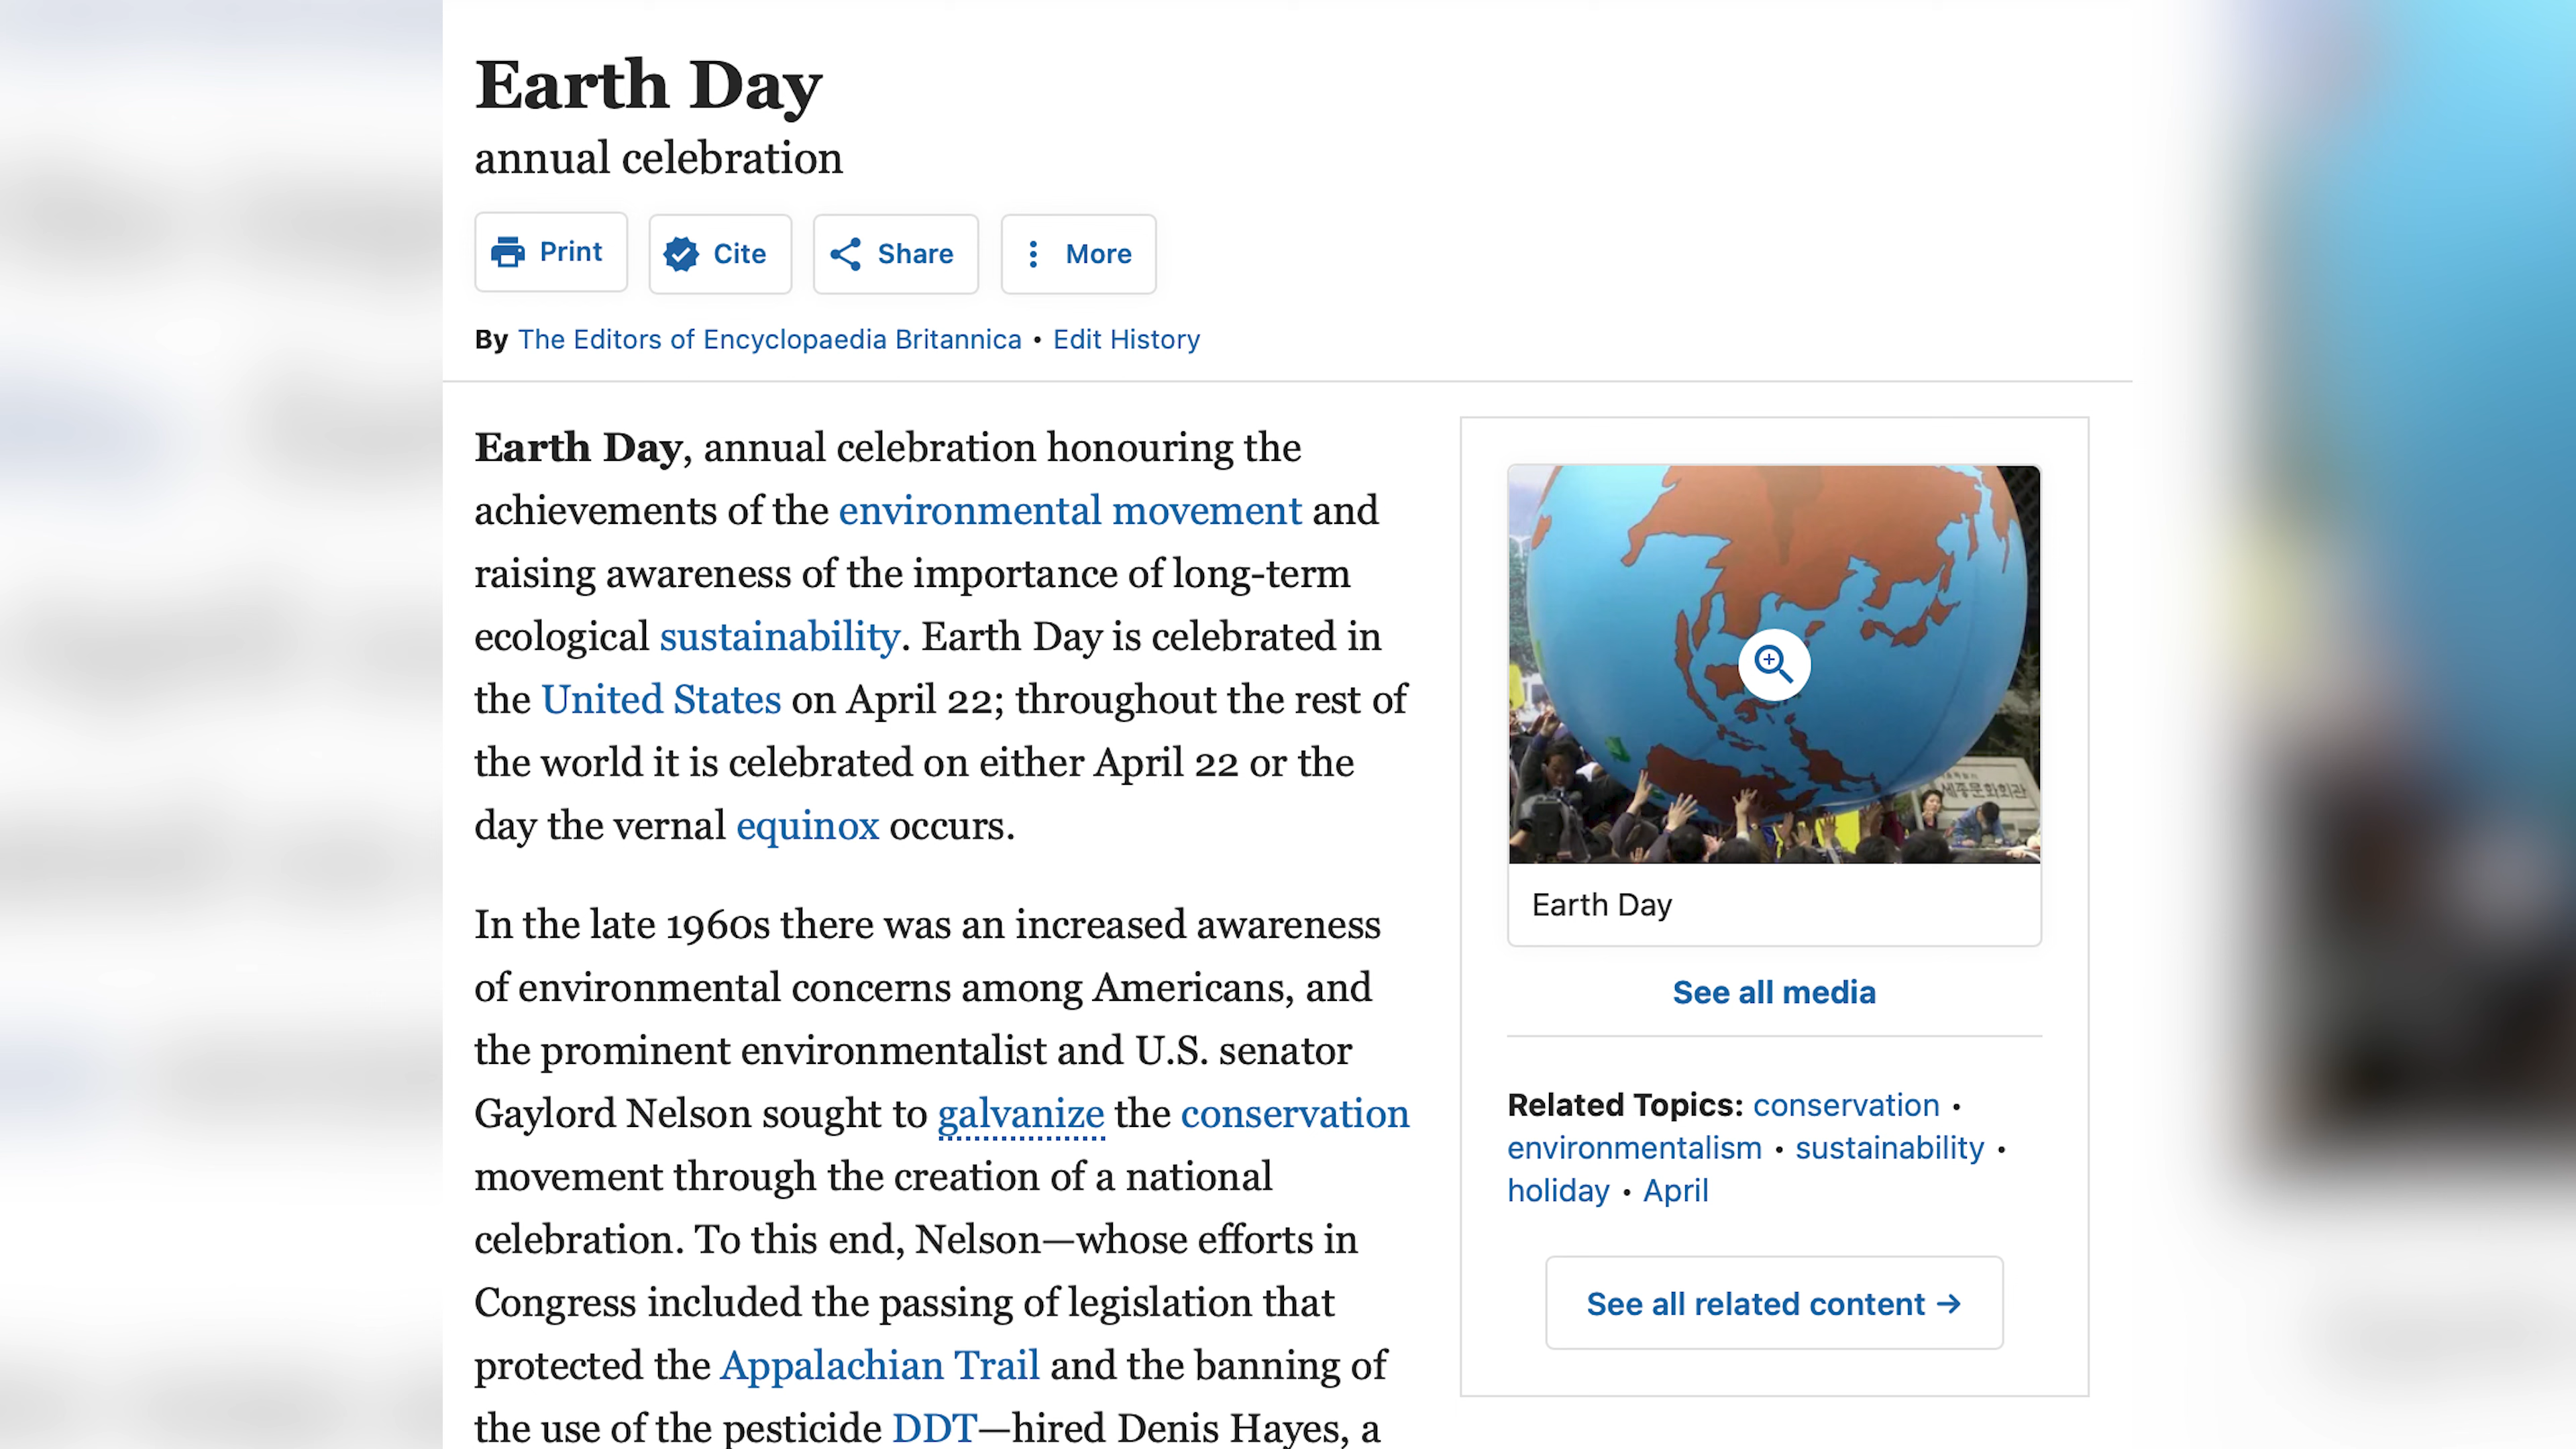 Earth Day
annual celebration
Print
Cite
Share
More
By The Editors of Encyclopaedia Britannica • Edit History
Earth Day, annual celebration honouring the
achievements of the environmental movement and
raising awareness of the importance of long-term
ecological sustainability. Earth Day is celebrated in
the United States on April 22; throughout the rest of
the world it is celebrated on either April 22 or the
day the vernal equinox occurs.
In the late 1960s there was an increased awareness
of environmental concerns among Americans, and
the prominent environmentalist and U.S. senator
Gaylord Nelson sought to galvanize the conservation
movement through the creation of a national
celebration. To this end, Nelson—whose efforts in
Congress included the passing of legislation that
protected the Appalachian Trail and the banning of
the use of the pesticide DDT—hired Denis Hayes, a
세종문화회관
Earth Day
See all media
Related Topics: conservation •
environmentalism • sustainability •
holiday • April
See all related content →